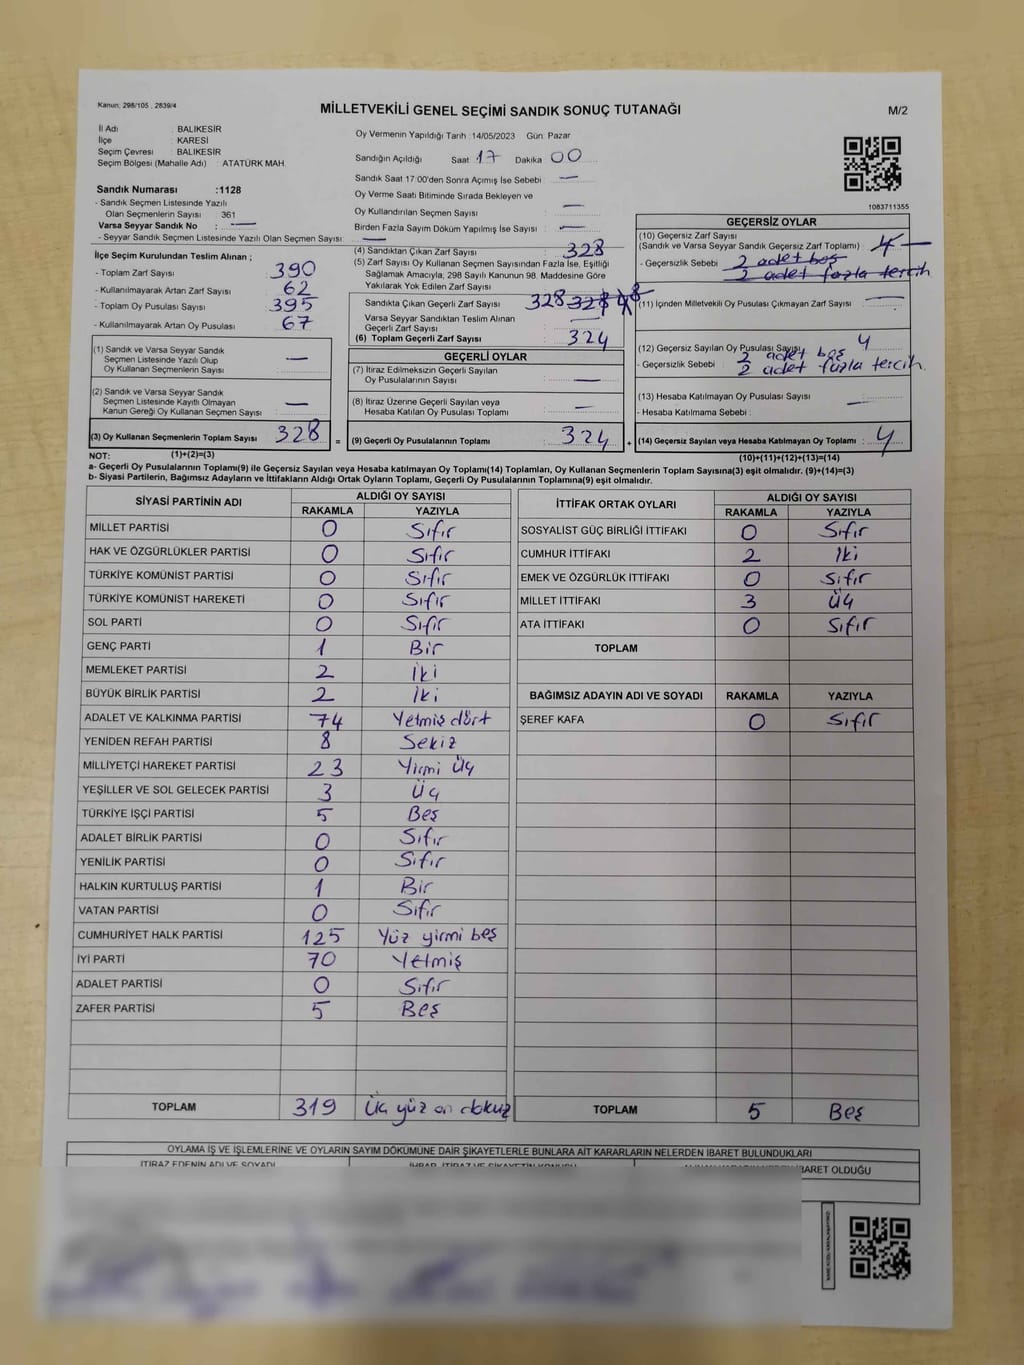 Kanun; 298/105 , 2839/4
MİLLETVEKİLİ GENEL SEÇİMİ SANDIK SONUÇ TUTANAĞI
M/2
İl Adı : BALIKESİR
İlçe : KARESİ
Seçim Çevresi : BALIKESİR
Seçim Bölgesi (Mahalle Adı) : ATATÜRK MAH.
Sandık Numarası :1128
- Sandık Seçmen Listesinde Yazılı
Olan Seçmenlerin Sayısı : 361
Varsa Seyyar Sandık No : —
- Seyyar Sandık Seçmen Listesinde Yazılı Olan Seçmen Sayısı: —
Oy Vermenin Yapıldığı Tarih :14/05/2023 Gün: Pazar
Sandığın Açıldığı Saat 17 Dakika 00
Sandık Saat 17:00'den Sonra Açımış İse Sebebi : —
Oy Verme Saati Bitiminde Sırada Bekleyen ve
Oy Kullandırılan Seçmen Sayısı : —
Birden Fazla Sayım Döküm Yapılmış İse Sayısı : —
1083711355
İlçe Seçim Kurulundan Teslim Alınan ;
- Toplam Zarf Sayısı : 390
- Kullanılmayarak Artan Zarf Sayısı : 62
- Toplam Oy Pusulası Sayısı : 395
- Kullanılmayarak Artan Oy Pusulası : 67
(1) Sandık ve Varsa Seyyar Sandık
Seçmen Listesinde Yazılı Olup
Oy Kullanan Seçmenlerin Sayısı : —
(2) Sandık ve Varsa Seyyar Sandık
Seçmen Listesinde Kayıtlı Olmayan
Kanun Gereği Oy Kullanan Seçmen Sayısı : —
(3) Oy Kullanan Seçmenlerin Toplam Sayısı : 328
(4) Sandıktan Çıkan Zarf Sayısı : 328
(5) Zarf Sayısı Oy Kullanan Seçmen Sayısından Fazla İse, Eşitliği
Sağlamak Amacıyla; 298 Sayılı Kanunun 98. Maddesine Göre
Yakılarak Yok Edilen Zarf Sayısı :
Sandıkta Çıkan Geçerli Zarf Sayısı : 328 328
Varsa Seyyar Sandıktan Teslim Alınan
Geçerli Zarf Sayısı : —
(6) Toplam Geçerli Zarf Sayısı : 324
GEÇERLİ OYLAR
(7) İtiraz Edilmeksizin Geçerli Sayılan
Oy Pusulalarının Sayısı : —
(8) İtiraz Üzerine Geçerli Sayılan veya
Hesaba Katılan Oy Pusulası Toplamı : —
= (9) Geçerli Oy Pusulalarının Toplamı : 324
GEÇERSİZ OYLAR
(10) Geçersiz Zarf Sayısı
(Sandık ve Varsa Seyyar Sandık Geçersiz Zarf Toplamı) : 4 —
- Geçersizlik Sebebi : 2 adet boş
2 adet fazla tercih
(11) İçinden Milletvekili Oy Pusulası Çıkmayan Zarf Sayısı : —
(12) Geçersiz Sayılan Oy Pusulası Sayısı : 4
- Geçersizlik Sebebi : 2 adet boş
2 adet fazla tercih
(13) Hesaba Katılmayan Oy Pusulası Sayısı : —
- Hesaba Katılmama Sebebi :
+ (14) Geçersiz Sayılan veya Hesaba Katılmayan Oy Toplamı : 4
NOT: (1)+(2)=(3)
(10)+(11)+(12)+(13)=(14)
a- Geçerli Oy Pusulalarının Toplamı(9) ile Geçersiz Sayılan veya Hesaba katılmayan Oy Toplamı(14) Toplamları, Oy Kullanan Seçmenlerin Toplam Sayısına(3) eşit olmalıdır. (9)+(14)=(3)
b- Siyasi Partilerin, Bağımsız Adayların ve İttifakların Aldığı Ortak Oyların Toplamı, Geçerli Oy Pusulalarının Toplamına(9) eşit olmalıdır.
SİYASİ PARTİNİN ADI ALDIĞI OY SAYISI
RAKAMLA YAZIYLA
MİLLET PARTİSİ 0 Sıfır
HAK VE ÖZGÜRLÜKLER PARTİSİ 0 Sıfır
TÜRKİYE KOMÜNİST PARTİSİ 0 Sıfır
TÜRKİYE KOMÜNİST HAREKETİ 0 Sıfır
SOL PARTİ 0 Sıfır
GENÇ PARTİ 1 Bir
MEMLEKET PARTİSİ 2 İki
BÜYÜK BİRLİK PARTİSİ 2 İki
ADALET VE KALKINMA PARTİSİ 74 Yetmiş dört
YENİDEN REFAH PARTİSİ 8 Sekiz
MİLLİYETÇİ HAREKET PARTİSİ 23 Yirmi Üç
YEŞİLLER VE SOL GELECEK PARTİSİ 3 Üç
TÜRKİYE İŞÇİ PARTİSİ 5 Beş
ADALET BİRLİK PARTİSİ 0 Sıfır
YENİLİK PARTİSİ 0 Sıfır
HALKIN KURTULUŞ PARTİSİ 1 Bir
VATAN PARTİSİ 0 Sıfır
CUMHURİYET HALK PARTİSİ 125 Yüz yirmi beş
İYİ PARTİ 70 Yetmiş
ADALET PARTİSİ 0 Sıfır
ZAFER PARTİSİ 5 Beş
TOPLAM 319 Üç yüz on dokuz
İTTİFAK ORTAK OYLARI ALDIĞI OY SAYISI
RAKAMLA YAZIYLA
SOSYALİST GÜÇ BİRLİĞİ İTTİFAKI 0 Sıfır
CUMHUR İTTİFAKI 2 İki
EMEK VE ÖZGÜRLÜK İTTİFAKI 0 Sıfır
MİLLET İTTİFAKI 3 Üç
ATA İTTİFAKI 0 Sıfır
TOPLAM
BAĞIMSIZ ADAYIN ADI VE SOYADI RAKAMLA YAZIYLA
ŞEREF KAFA 0 Sıfır
TOPLAM 5 Beş
OYLAMA İŞ VE İŞLEMLERİNE VE OYLARIN SAYIM DÖKÜMÜNE DAİR ŞİKAYETLERLE BUNLARA AİT KARARLARIN NELERDEN İBARET BULUNDUKLARI
İTİRAZ EDENİN ADI VE SOYADI
İBARET OLDUĞU